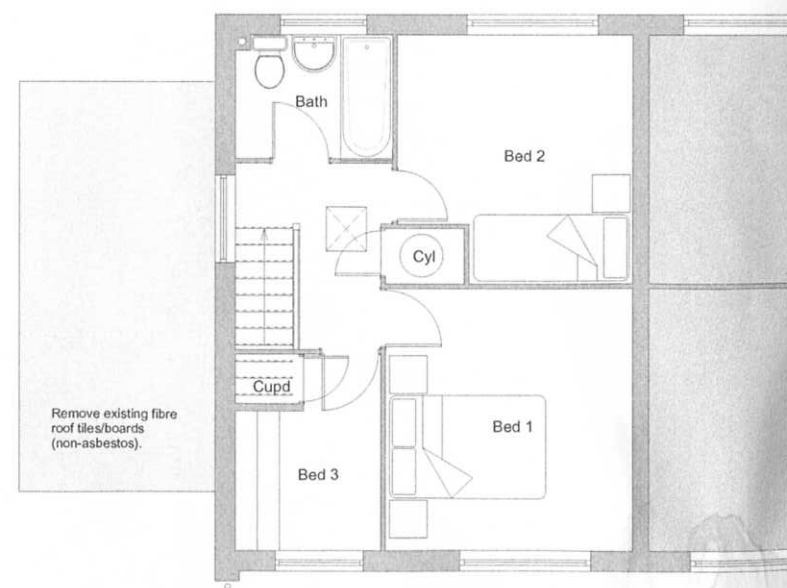 Bath
Bed 2
Cyl
Cupd
Remove existing fibre
roof tiles/boards
(non-asbestos).
Bed 1
Bed 3